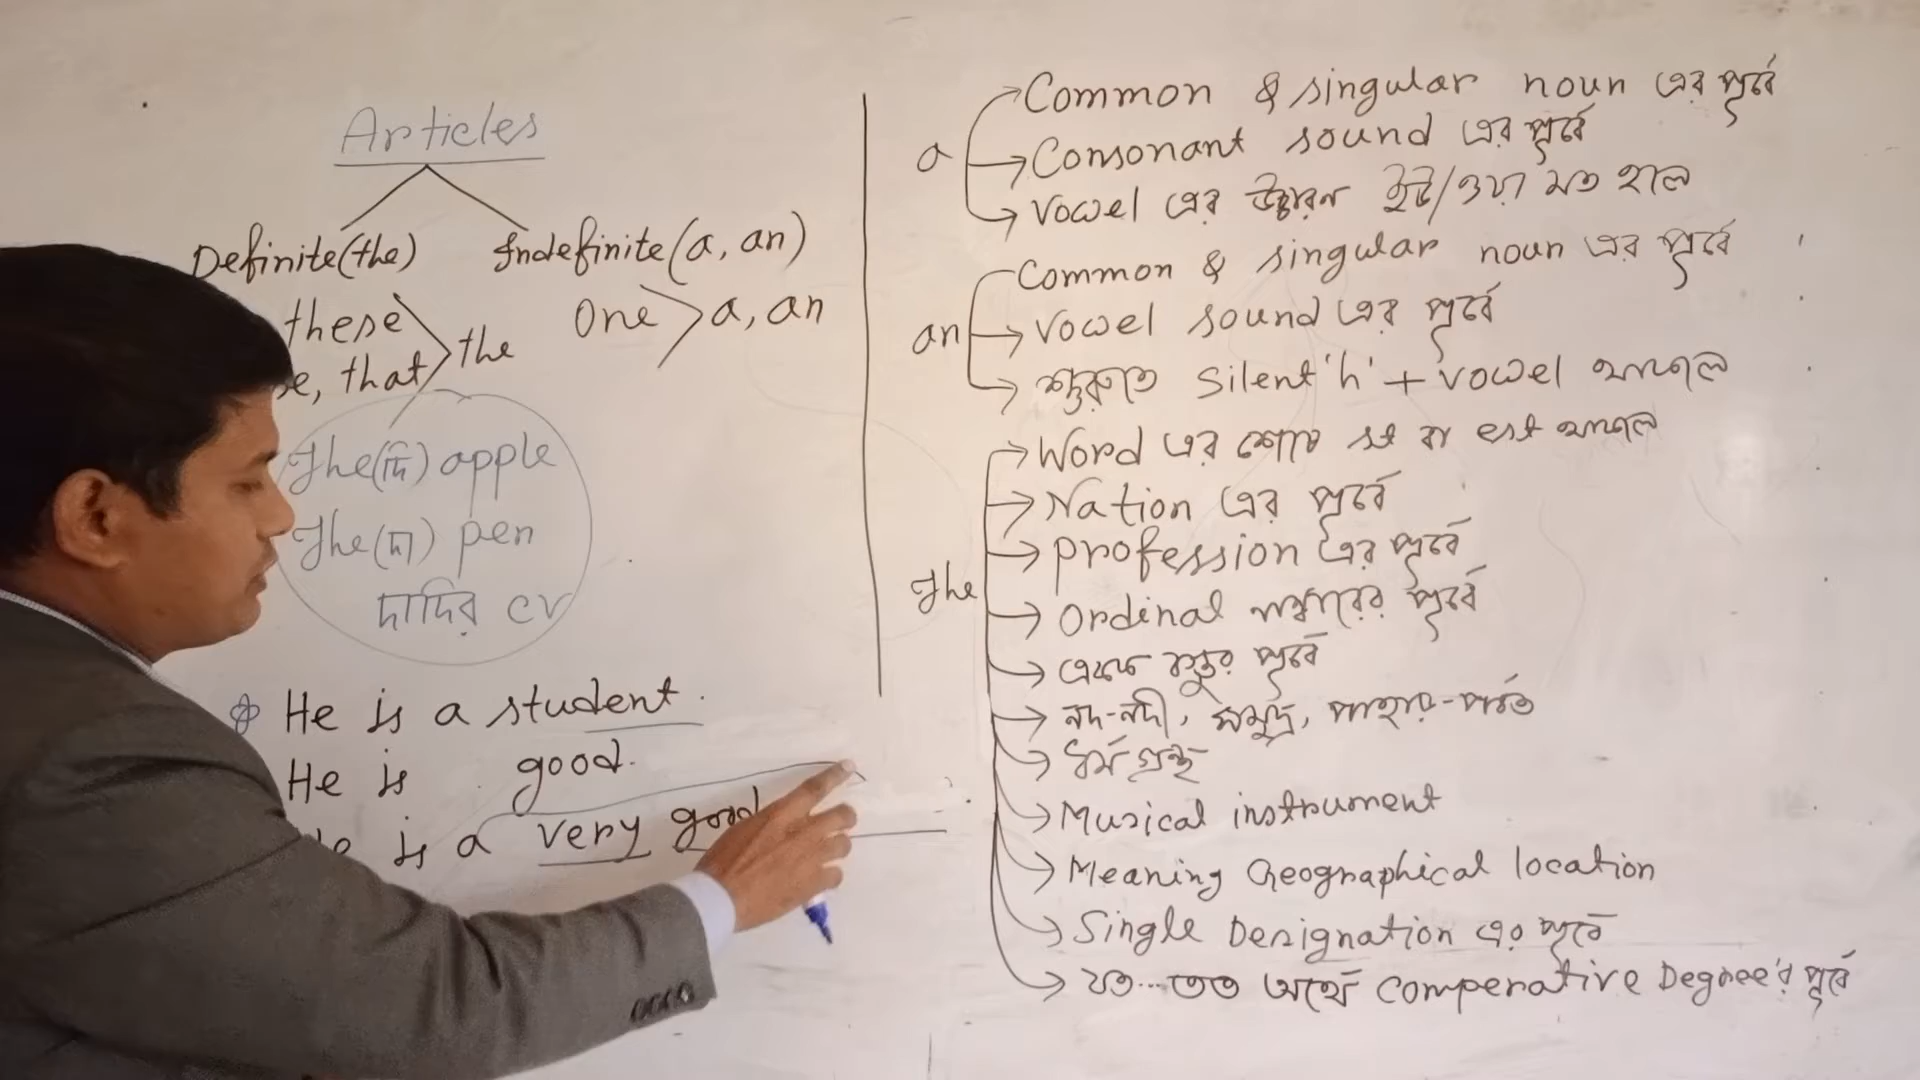 Articles
Definite(the) Indefinite(a, an)
these
that
the
One > a, an
The(দি) apple
The(দা) pen
দাদির cv
He is a student.
He is good.
is a very good
a
Common & singular noun এর পূর্বে
Consonant sound এর পূর্বে
Vowel এর উচ্চারন ইউ/ওয়া মত হলে
an
Common & singular noun এর পূর্বে
Vowel sound এর পূর্বে
শুরুতে silent 'h' + vowel থাকলে
The
Word এর শেষে st বা est থাকলে
Nation এর পূর্বে
Profession এর পূর্বে
Ordinal নাম্বারের পূর্বে
বস্তুর পূর্বে
নদ-নদী, সমুদ্র, পাহার-পর্বত
ধর্ম গ্রন্থ
Musical instrument
Meaning Geographical location
Single Designation এর পূর্বে
যত...তত অর্থে comperative Degree'র পূর্বে